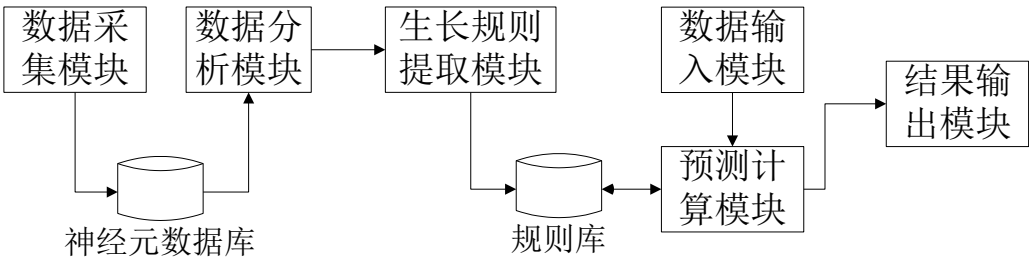 数据采
集模块
数据分
析模块
生长规则
提取模块
数据输
入模块
结果输
出模块
预测计
算模块
神经元数据库
规则库